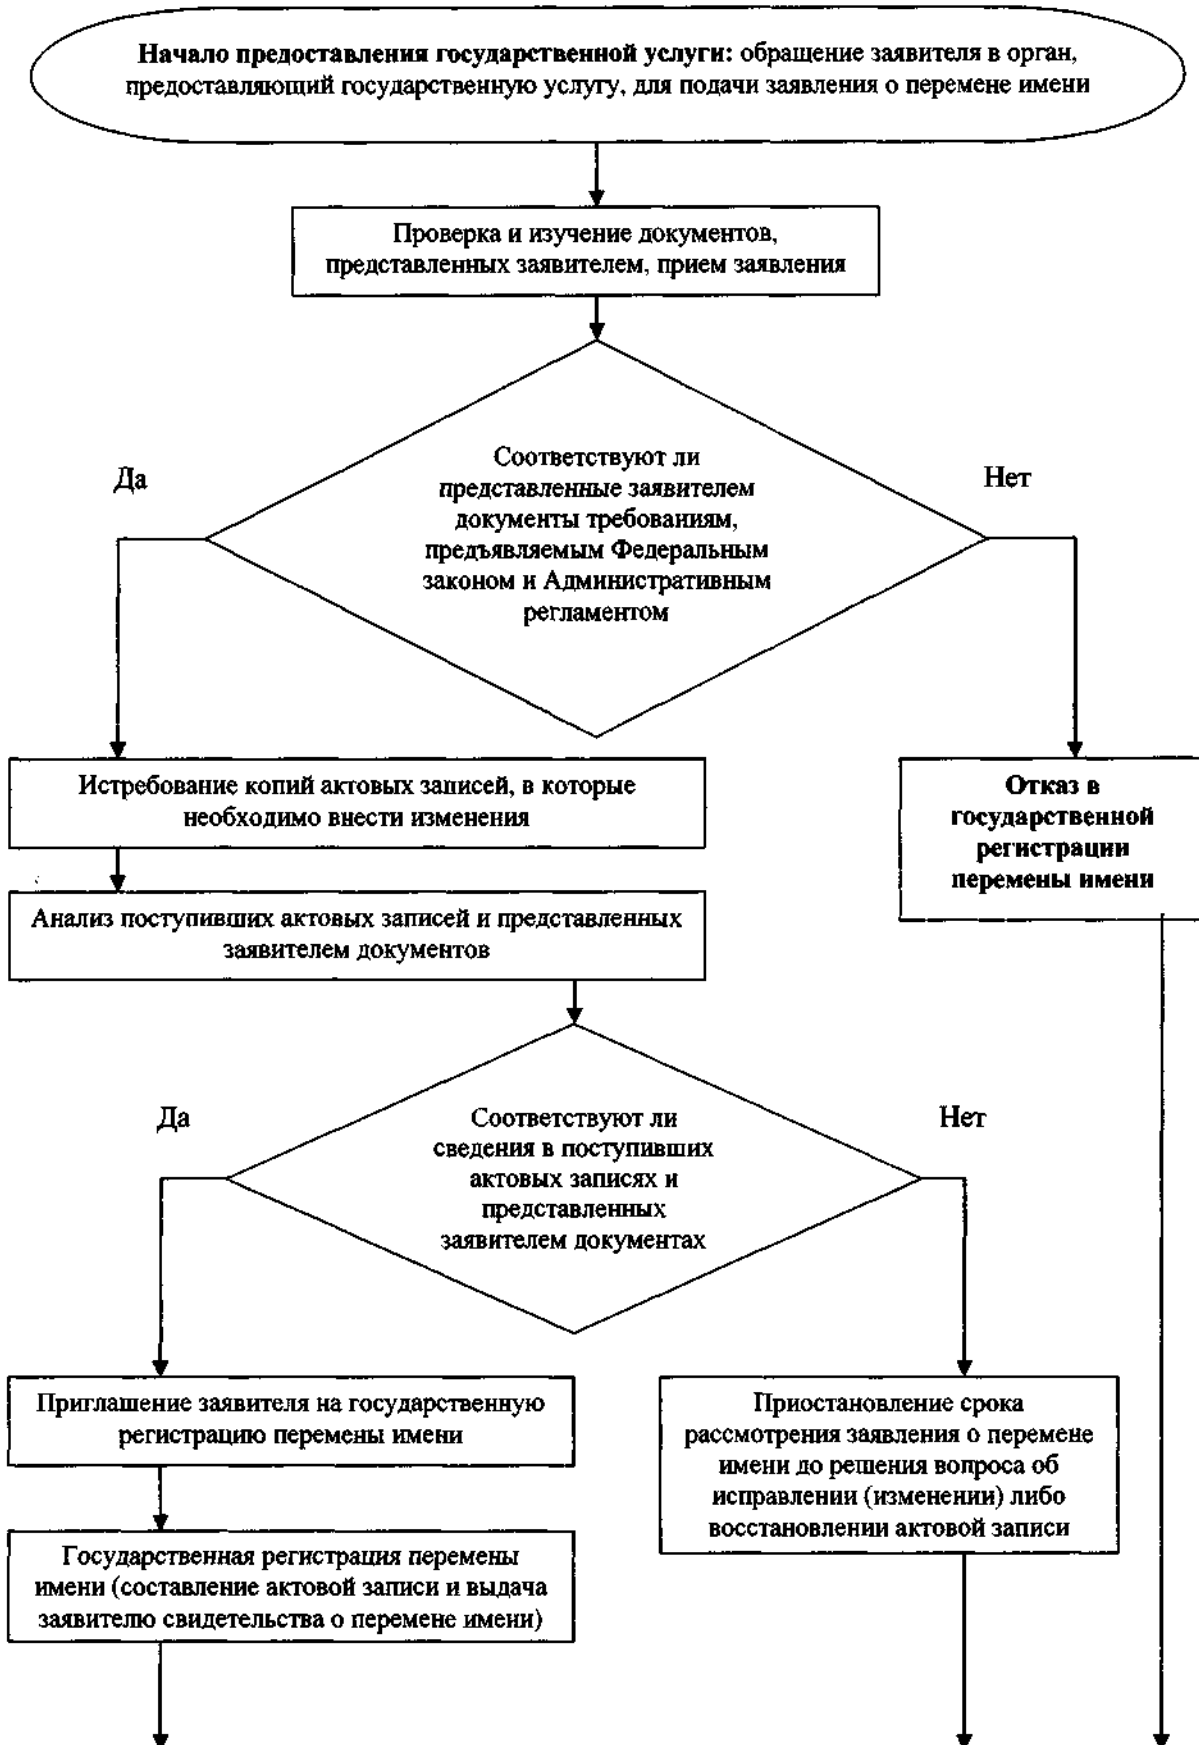 Начало предоставления государственной услуги: обращение заявителя в орган,
предоставляющий государственную услугу, для подачи заявления о перемене имени
Проверка и изучение документов,
представленных заявителем, прием заявления
Да
Соответствуют ли
представленные заявителем
документы требованиям,
предъявляемым Федеральным
законом и Административным
регламентом
Нет
Истребование копий актовых записей, в которые
необходимо внести изменения
Отказ в
государственной
регистрации
перемены имени
Анализ поступивших актовых записей и представленных
заявителем документов
Да
Соответствуют ли
сведения в поступивших
актовых записях и
представленных
заявителем документах
Нет
Приглашение заявителя на государственную
регистрацию перемены имени
Приостановление срока
рассмотрения заявления о перемене
имени до решения вопроса об
исправлении (изменении) либо
восстановлении актовой записи
Государственная регистрация перемены
имени (составление актовой записи и выдача
заявителю свидетельства о перемене имени)